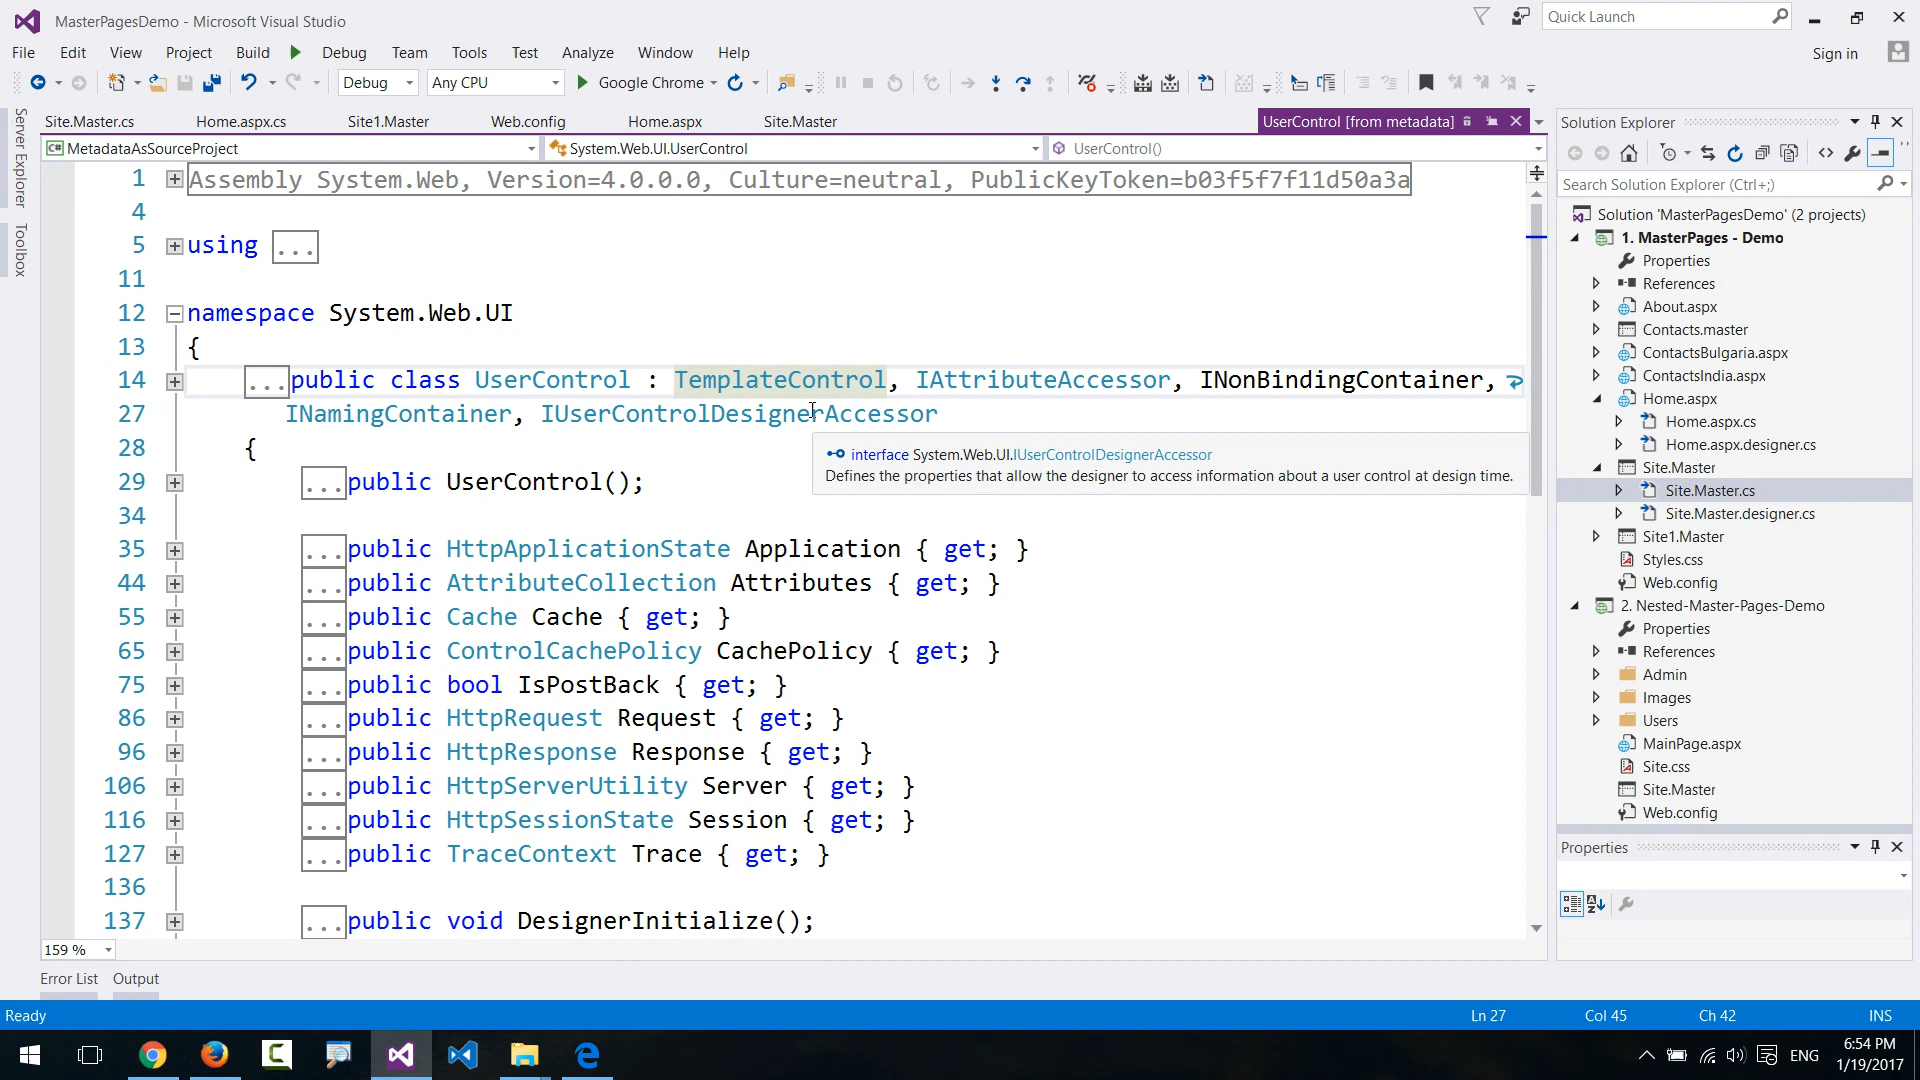 MasterPagesDemo - Microsoft Visual Studio
Quick Launch
File Edit View Project Build Debug Team Tools Test Analyze Window Help
Sign in
Debug Any CPU Google Chrome
Server Explorer
Toolbox
Site.Master.cs Home.aspx.cs Site1.Master Web.config Home.aspx Site.Master UserControl [from metadata]
C# MetadataAsSourceProject System.Web.UI.UserControl UserControl()
1 Assembly System.Web, Version=4.0.0.0, Culture=neutral, PublicKeyToken=b03f5f7f11d50a3a
4
5 using ...
11
12 namespace System.Web.UI
13 {
14 ...public class UserControl : TemplateControl, IAttributeAccessor, INonBindingContainer,
27 INamingContainer, IUserControlDesignerAccessor
28 {
interface System.Web.UI.IUserControlDesignerAccessor
Defines the properties that allow the designer to access information about a user control at design time.
29 ...public UserControl();
34
35 ...public HttpApplicationState Application { get; }
44 ...public AttributeCollection Attributes { get; }
55 ...public Cache Cache { get; }
65 ...public ControlCachePolicy CachePolicy { get; }
75 ...public bool IsPostBack { get; }
86 ...public HttpRequest Request { get; }
96 ...public HttpResponse Response { get; }
106 ...public HttpServerUtility Server { get; }
116 ...public HttpSessionState Session { get; }
127 ...public TraceContext Trace { get; }
136
137 ...public void DesignerInitialize();
159 %
Error List Output
Solution Explorer
Search Solution Explorer (Ctrl+;)
Solution 'MasterPagesDemo' (2 projects)
1. MasterPages - Demo
Properties
References
About.aspx
Contacts.master
ContactsBulgaria.aspx
ContactsIndia.aspx
Home.aspx
Home.aspx.cs
Home.aspx.designer.cs
Site.Master
Site.Master.cs
Site.Master.designer.cs
Site1.Master
Styles.css
Web.config
2. Nested-Master-Pages-Demo
Properties
References
Admin
Images
Users
MainPage.aspx
Site.css
Site.Master
Web.config
Properties
Ready Ln 27 Col 45 Ch 42 INS
ENG
6:54 PM
1/19/2017